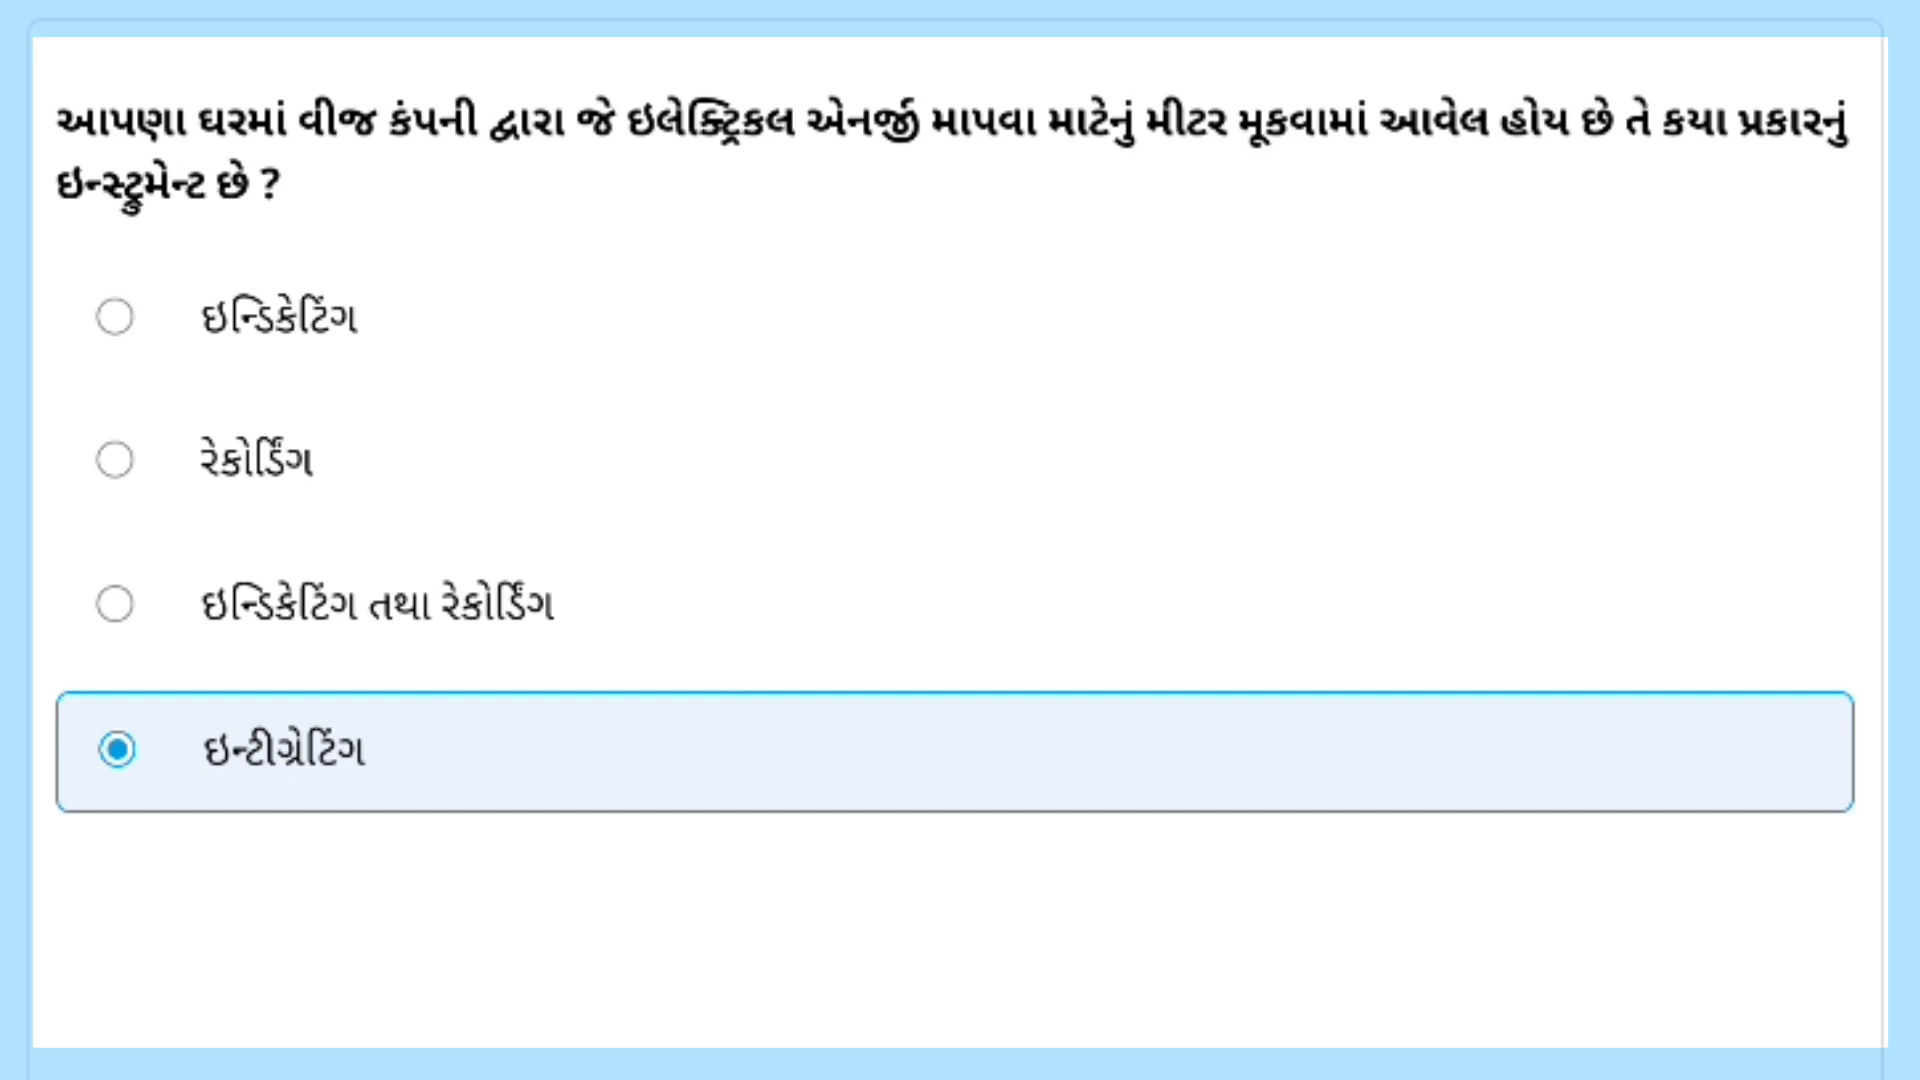 આપણા ઘરમાં વીજ કંપની દ્વારા જે ઇલેક્ટ્રિકલ એનર્જી માપવા માટેનું મીટર મૂકવામાં આવેલ હોય છે તે કયા પ્રકારનું
ઇન્સ્ટ્રુમેન્ટ છે ?
ઇન્ડિકેટિંગ
રેકોર્ડિંગ
ઇન્ડિકેટિંગ તથા રેકોર્ડિંગ
ઇન્ટીગ્રેટિંગ